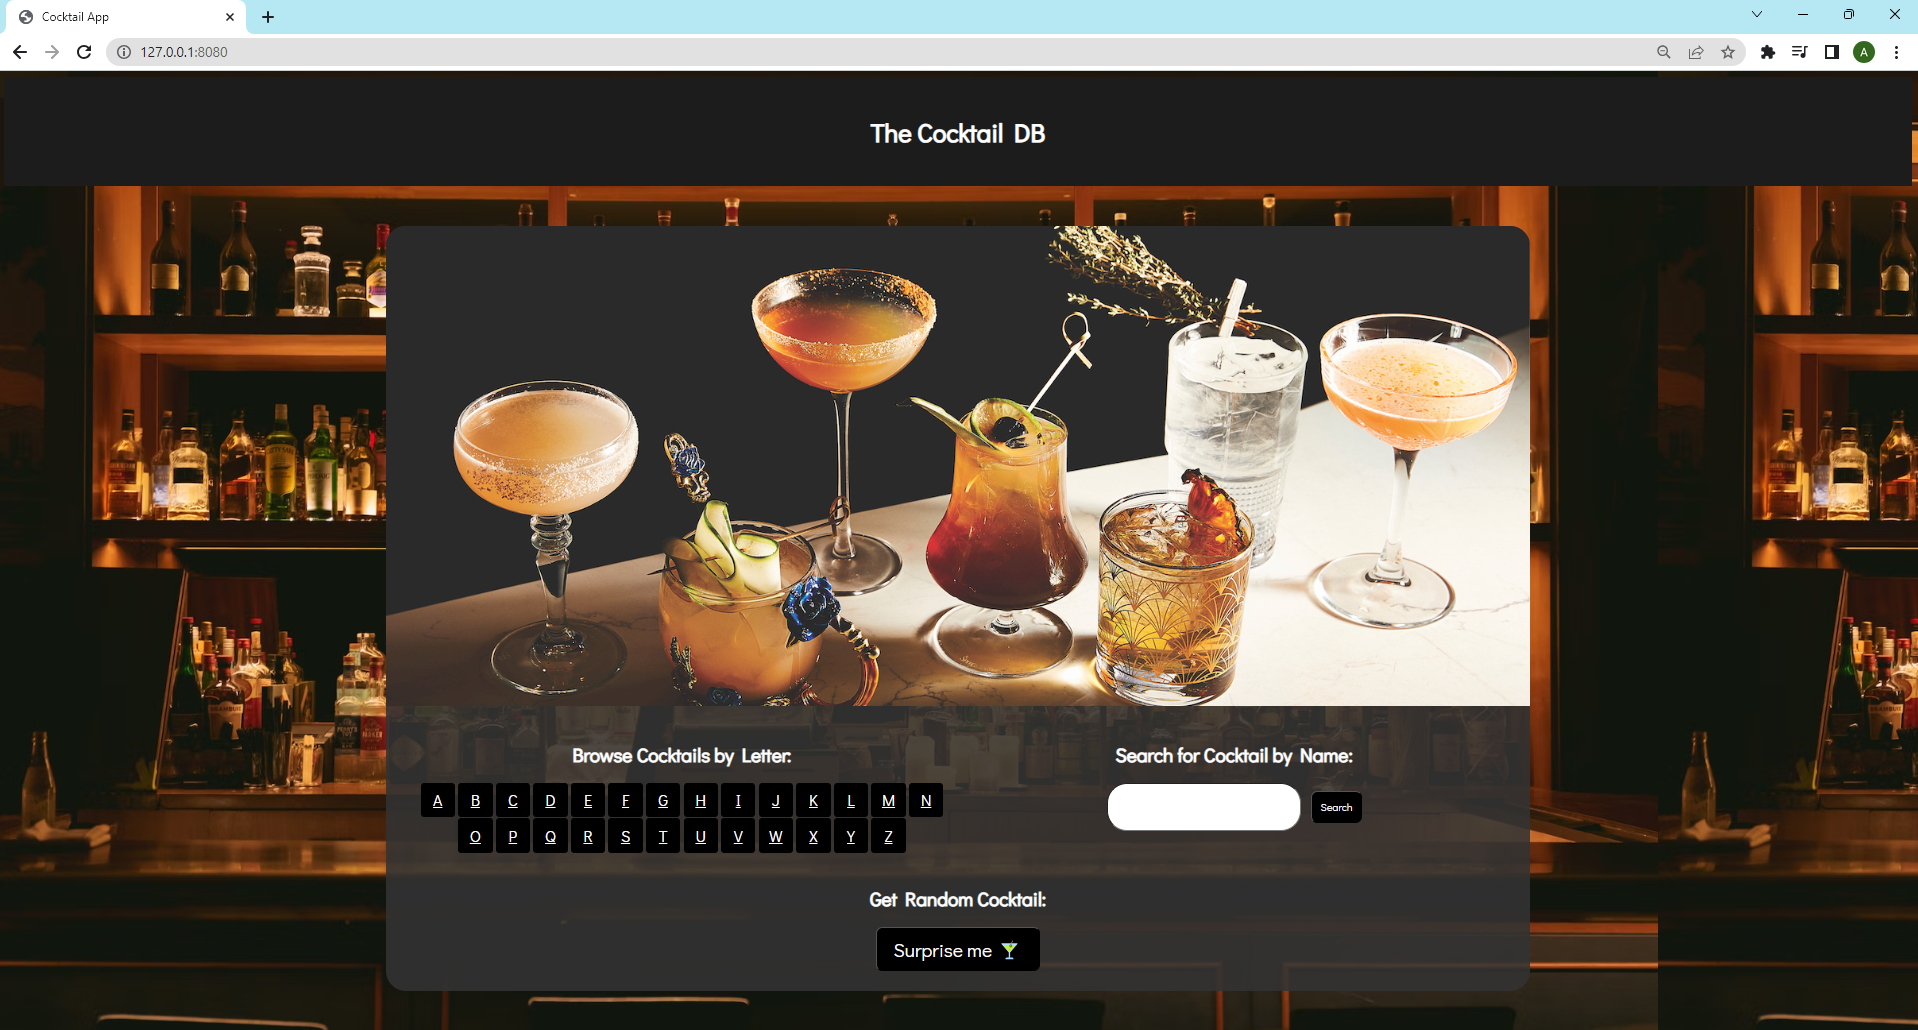 Cocktail App
127.0.0.1:8080
A
The Cocktail DB
Browse Cocktails by Letter:
A B C D E F G H I J K L M N
O P Q R S T U V W X Y Z
Search for Cocktail by Name:
Search
Get Random Cocktail:
Surprise me